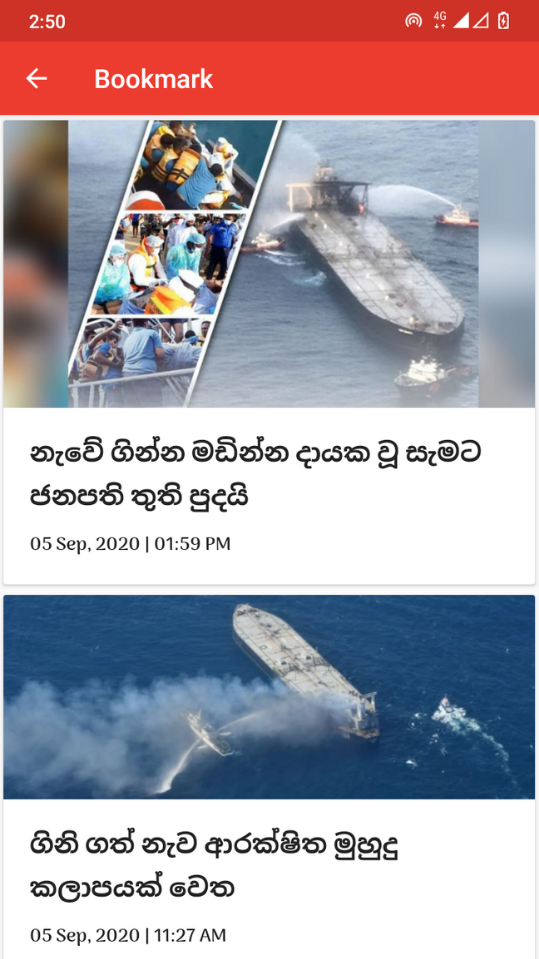 2:50
4G
Bookmark
නැවේ ගින්න මඩින්න දායක වූ සැමට
ජනපති තුති පුදයි
05 Sep, 2020 | 01:59 PM
ගිනි ගත් නැව ආරක්ෂිත මුහුදු
කලාපයක් වෙත
05 Sep, 2020 | 11:27 AM